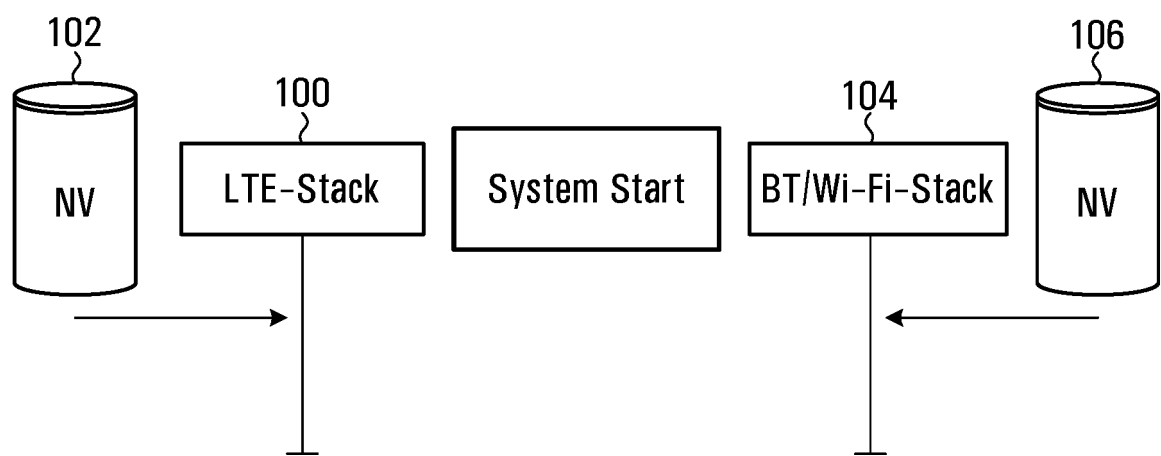 102
106
100
104
NV
LTE-Stack
System Start
BT/Wi-Fi-Stack
NV